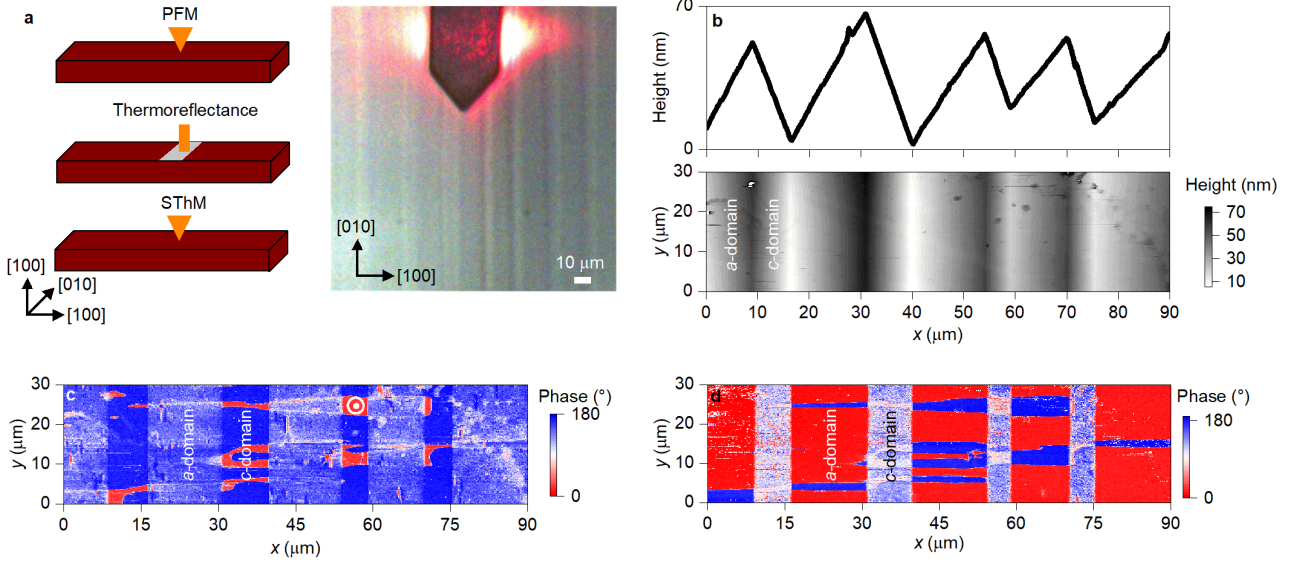 a
PFM
Thermoreflectance
SThM
[100]
[010]
[100]
[010]
[100]
10 μm
b
Height (nm)
70
0
y (μm)
30
20
10
0
a-domain
c-domain
0 10 20 30 40 50 60 70 80 90
x (μm)
Height (nm)
70
50
30
10
c
y (μm)
30
20
10
0
a-domain
c-domain
0 15 30 45 60 75 90
x (μm)
Phase (°)
180
0
d
y (μm)
30
20
10
0
a-domain
c-domain
0 15 30 45 60 75 90
x (μm)
Phase (°)
180
0